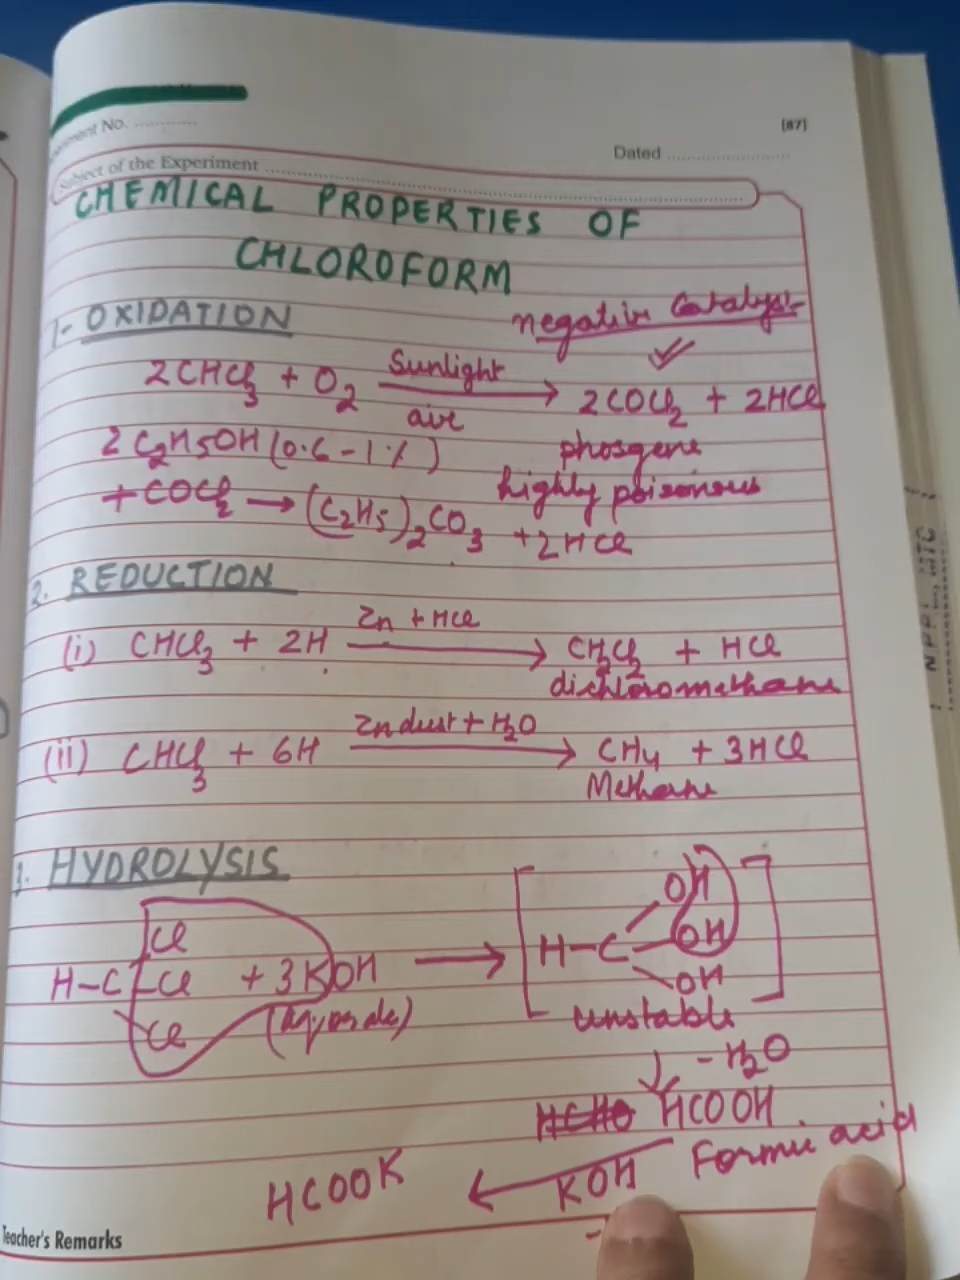 Experiment No. ............
[87]
Dated ....................
Subject of the Experiment ....................
CHEMICAL PROPERTIES OF
CHLOROFORM
1- OXIDATION
negative Catalyst
2CHCl3 + O2 Sunlight air → 2COCl2 + 2HCl
phosgene
highly poisonous
2 C2H5OH (0.6-1%)
+COCl2 → (C2H5)2CO3 +2HCl
2. REDUCTION
(i) CHCl3 + 2H Zn + HCl → CH2Cl2 + HCl
dichloromethane
(ii) CHCl3 + 6H Zn dust + H2O → CH4 + 3HCl
Methane
3. HYDROLYSIS
H-C Cl Cl Cl + 3KOH → [H-C OH OH OH]
unstable
-H2O
HCHO HCOOH
Formic acid
KOH
HCOOK
Teacher's Remarks